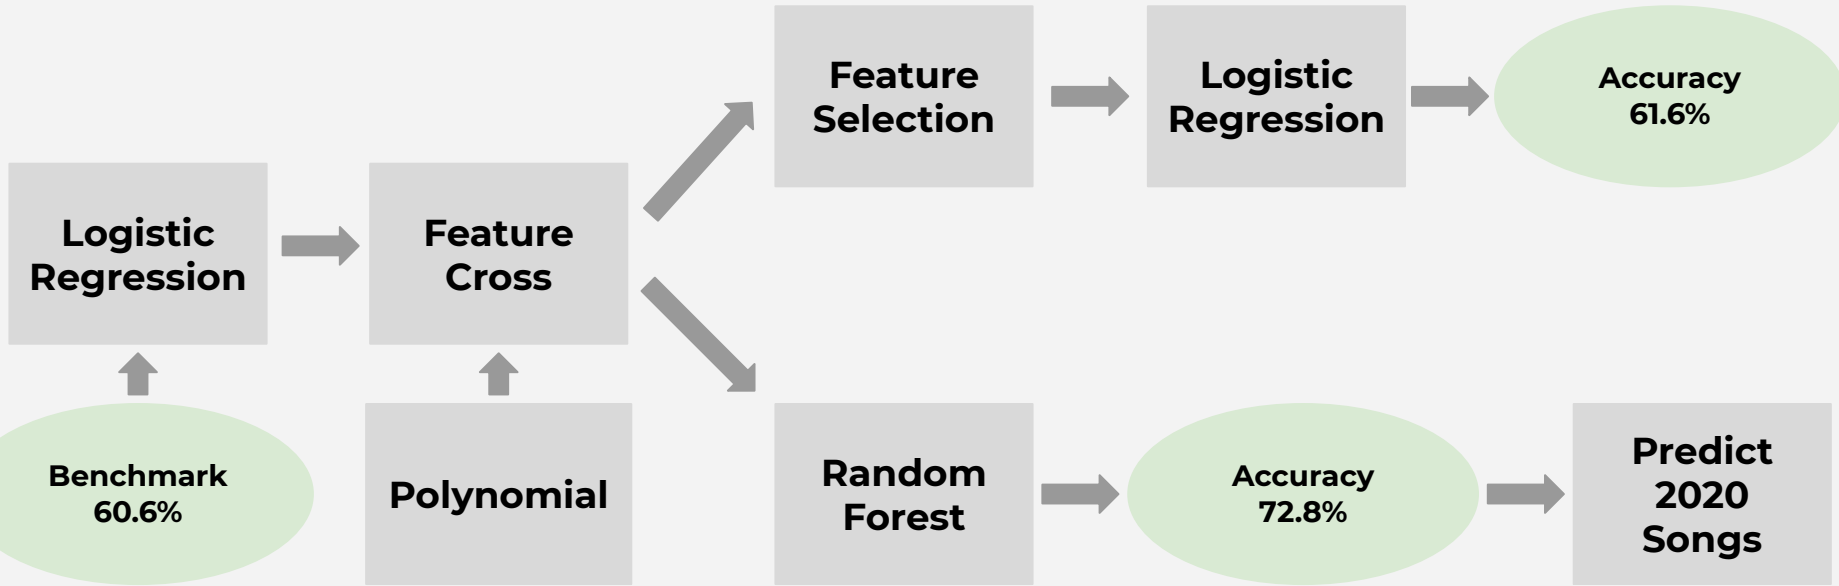 Feature
Selection
Logistic
Regression
Accuracy
61.6%
Logistic
Regression
Feature
Cross
Benchmark
60.6%
Polynomial
Random
Forest
Accuracy
72.8%
Predict
2020
Songs